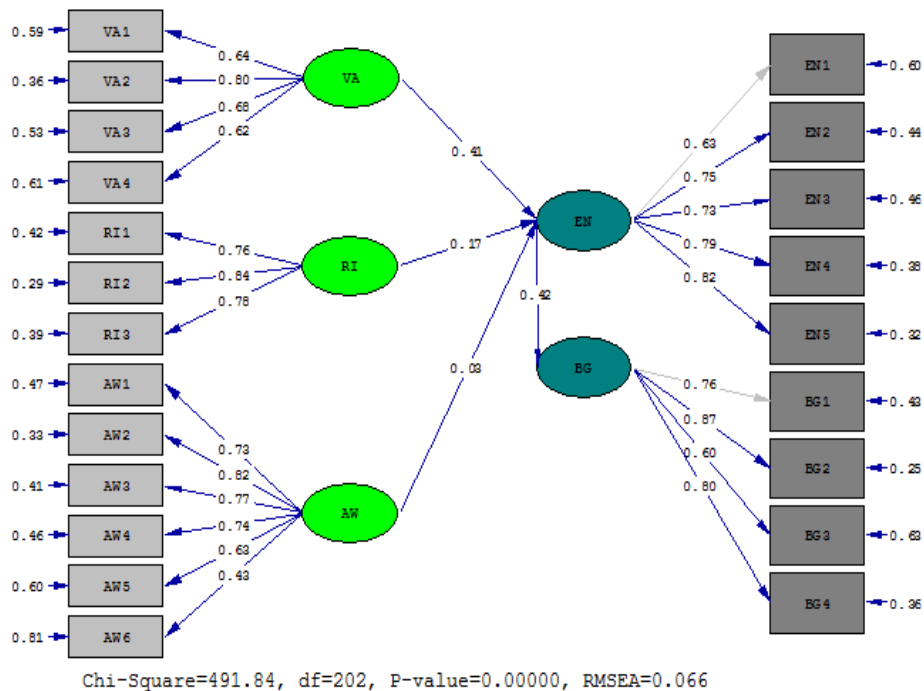 0.59 VA1
0.36 VA2
0.53 VA3
0.61 VA4
0.42 RI1
0.29 RI2
0.39 RI3
0.47 AW1
0.33 AW2
0.41 AW3
0.46 AW4
0.60 AW5
0.81 AW6
0.64
0.80
0.68
0.62
0.76
0.84
0.78
0.73
0.82
0.77
0.74
0.63
0.43
VA
RI
AW
0.41
0.17
0.03
EN
0.42
BG
0.63
0.75
0.73
0.79
0.82
0.76
0.87
0.60
0.80
EN1 0.60
EN2 0.44
EN3 0.46
EN4 0.38
EN5 0.32
BG1 0.43
BG2 0.25
BG3 0.63
BG4 0.36
Chi-Square=491.84, df=202, P-value=0.00000, RMSEA=0.066